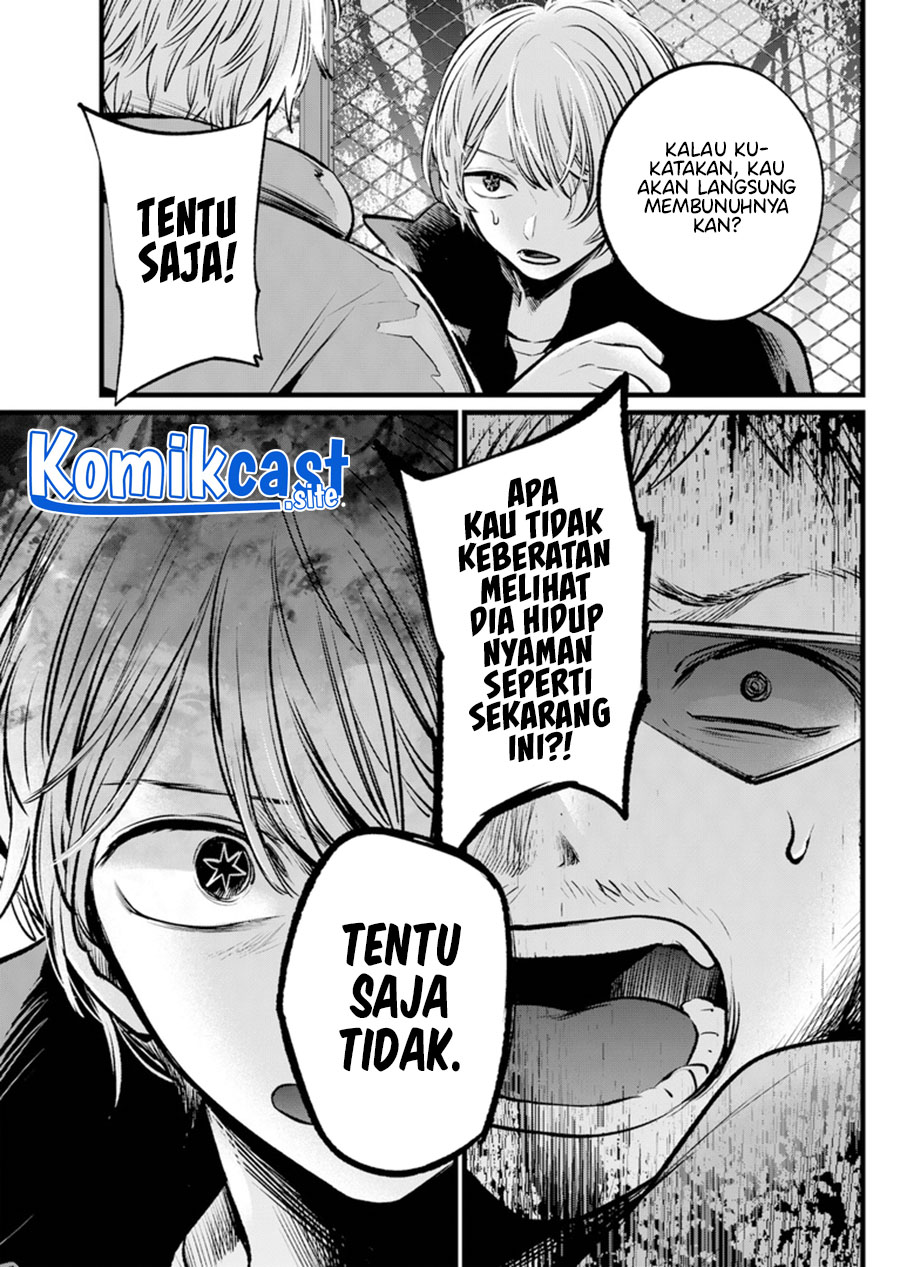 KALAU KU-
KATAKAN, KAU
AKAN LANGSUNG
MEMBUNUHNYA
KAN?
TENTU
SAJA!
APA
KAU TIDAK
KEBERATAN
MELIHAT
DIA HIDUP
NYAMAN
SEPERTI
SEKARANG
INI?!
Komikcast
.site
TENTU
SAJA
TIDAK.